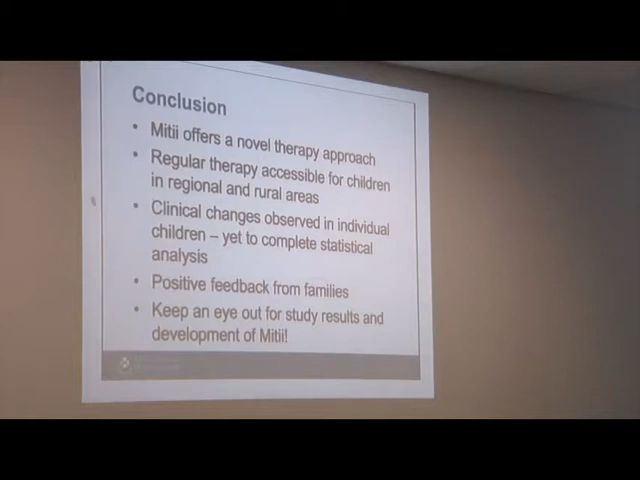 Conclusion
• Mitii offers a novel therapy approach
• Regular therapy accessible for children
in regional and rural areas
• Clinical changes observed in individual
children – yet to complete statistical
analysis
• Positive feedback from families
• Keep an eye out for study results and
development of Mitii!